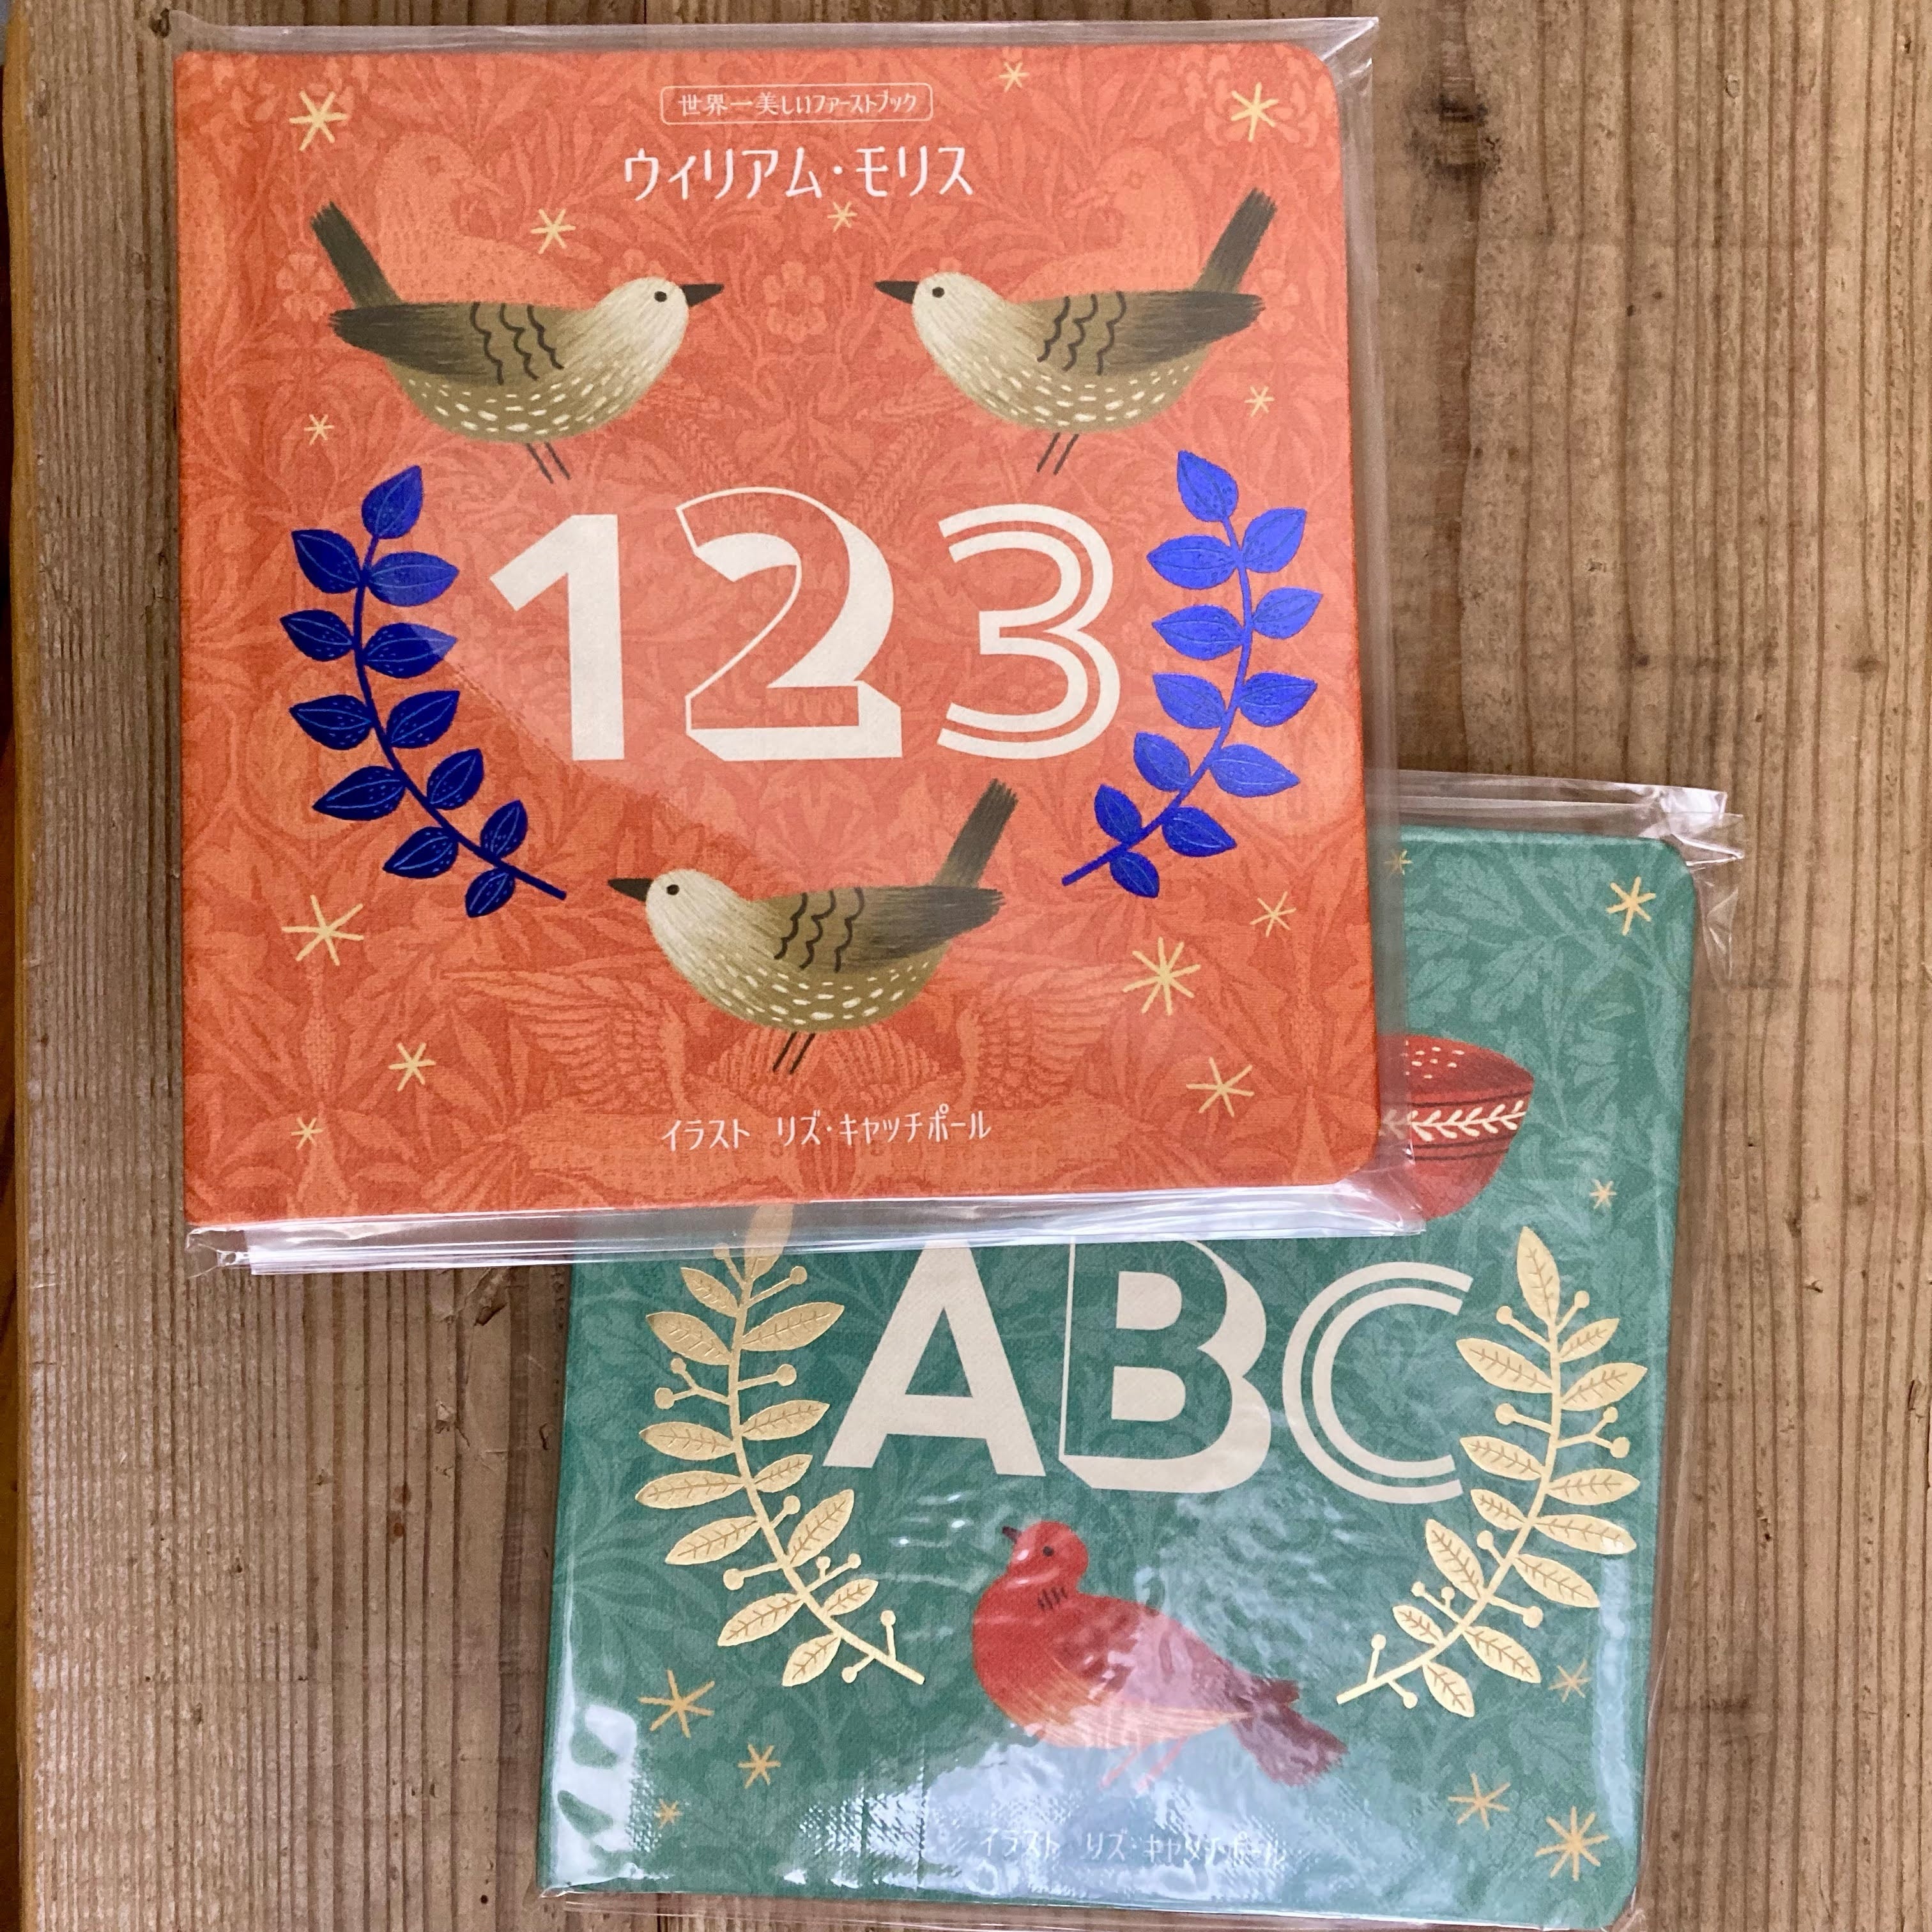 世界一美しいファーストブック
ウィリアム・モリス
123
イラスト リズ・キャッチポール
ABC
イラスト リズ・キャッチポール